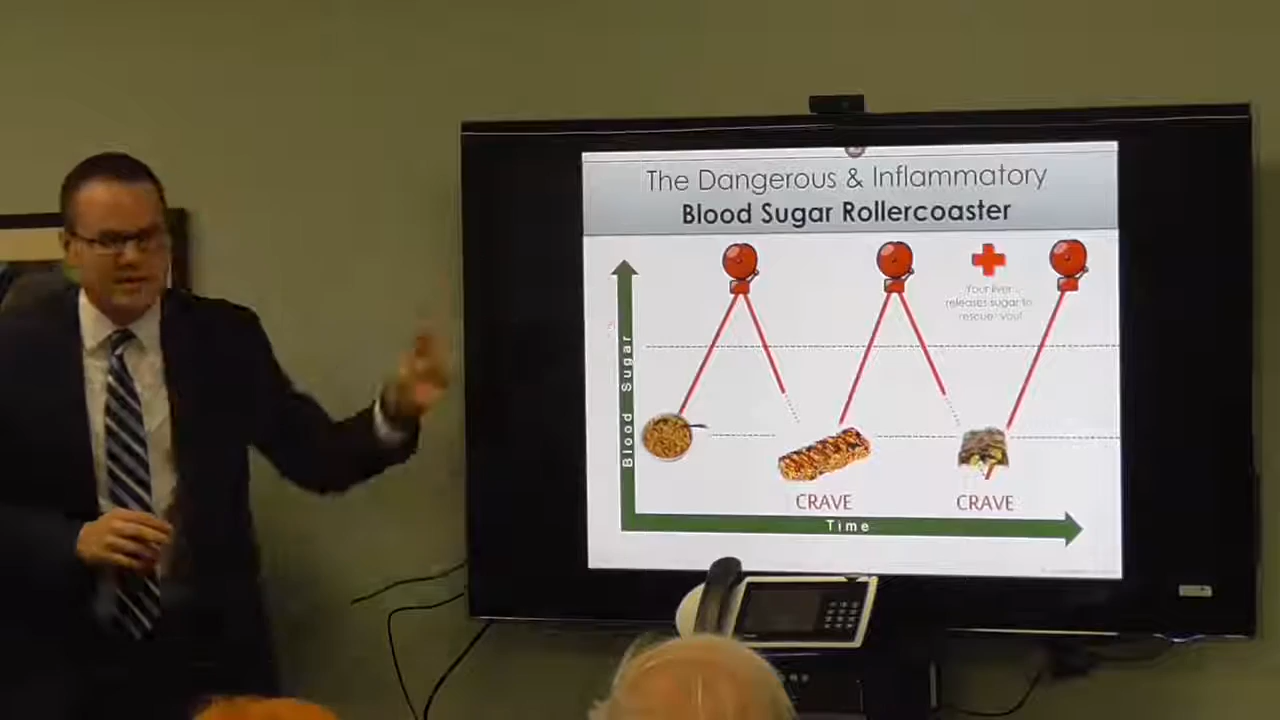 The Dangerous & Inflammatory
Blood Sugar Rollercoaster
Your liver
releases sugar to
rescue you!
Blood Sugar
CRAVE
CRAVE
Time